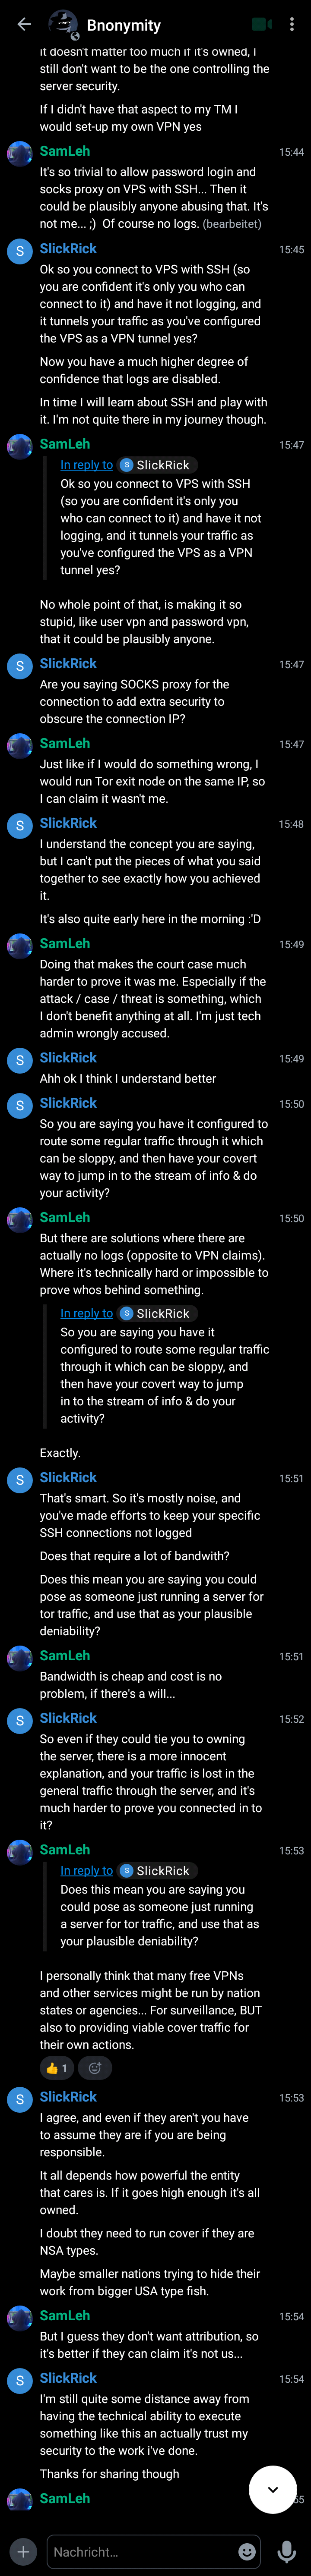 Bnonymity
it doesn't matter too much if it's owned, I
still don't want to be the one controlling the
server security.
If I didn't have that aspect to my TM I
would set-up my own VPN yes
SamLeh 15:44
It's so trivial to allow password login and
socks proxy on VPS with SSH... Then it
could be plausibly anyone abusing that. It's
not me... ;)  Of course no logs. (bearbeitet)
S SlickRick 15:45
Ok so you connect to VPS with SSH (so
you are confident it's only you who can
connect to it) and have it not logging, and
it tunnels your traffic as you've configured
the VPS as a VPN tunnel yes?
Now you have a much higher degree of
confidence that logs are disabled.
In time I will learn about SSH and play with
it. I'm not quite there in my journey though.
SamLeh 15:47
In reply to S SlickRick
Ok so you connect to VPS with SSH
(so you are confident it's only you
who can connect to it) and have it not
logging, and it tunnels your traffic as
you've configured the VPS as a VPN
tunnel yes?
No whole point of that, is making it so
stupid, like user vpn and password vpn,
that it could be plausibly anyone.
S SlickRick 15:47
Are you saying SOCKS proxy for the
connection to add extra security to
obscure the connection IP?
SamLeh 15:47
Just like if I would do something wrong, I
would run Tor exit node on the same IP, so
I can claim it wasn't me.
S SlickRick 15:48
I understand the concept you are saying,
but I can't put the pieces of what you said
together to see exactly how you achieved
it.
It's also quite early here in the morning :'D
SamLeh 15:49
Doing that makes the court case much
harder to prove it was me. Especially if the
attack / case / threat is something, which
I don't benefit anything at all. I'm just tech
admin wrongly accused.
S SlickRick 15:49
Ahh ok I think I understand better
S SlickRick 15:50
So you are saying you have it configured to
route some regular traffic through it which
can be sloppy, and then have your covert
way to jump in to the stream of info & do
your activity?
SamLeh 15:50
But there are solutions where there are
actually no logs (opposite to VPN claims).
Where it's technically hard or impossible to
prove whos behind something.
In reply to S SlickRick
So you are saying you have it
configured to route some regular traffic
through it which can be sloppy, and
then have your covert way to jump
in to the stream of info & do your
activity?
Exactly.
S SlickRick 15:51
That's smart. So it's mostly noise, and
you've made efforts to keep your specific
SSH connections not logged
Does that require a lot of bandwith?
Does this mean you are saying you could
pose as someone just running a server for
tor traffic, and use that as your plausible
deniability?
SamLeh 15:51
Bandwidth is cheap and cost is no
problem, if there's a will...
S SlickRick 15:52
So even if they could tie you to owning
the server, there is a more innocent
explanation, and your traffic is lost in the
general traffic through the server, and it's
much harder to prove you connected in to
it?
SamLeh 15:53
In reply to S SlickRick
Does this mean you are saying you
could pose as someone just running
a server for tor traffic, and use that as
your plausible deniability?
I personally think that many free VPNs
and other services might be run by nation
states or agencies... For surveillance, BUT
also to providing viable cover traffic for
their own actions.
👍 1
S SlickRick 15:53
I agree, and even if they aren't you have
to assume they are if you are being
responsible.
It all depends how powerful the entity
that cares is. If it goes high enough it's all
owned.
I doubt they need to run cover if they are
NSA types.
Maybe smaller nations trying to hide their
work from bigger USA type fish.
SamLeh 15:54
But I guess they don't want attribution, so
it's better if they can claim it's not us...
S SlickRick 15:54
I'm still quite some distance away from
having the technical ability to execute
something like this an actually trust my
security to the work i've done.
Thanks for sharing though
SamLeh
Nachricht…